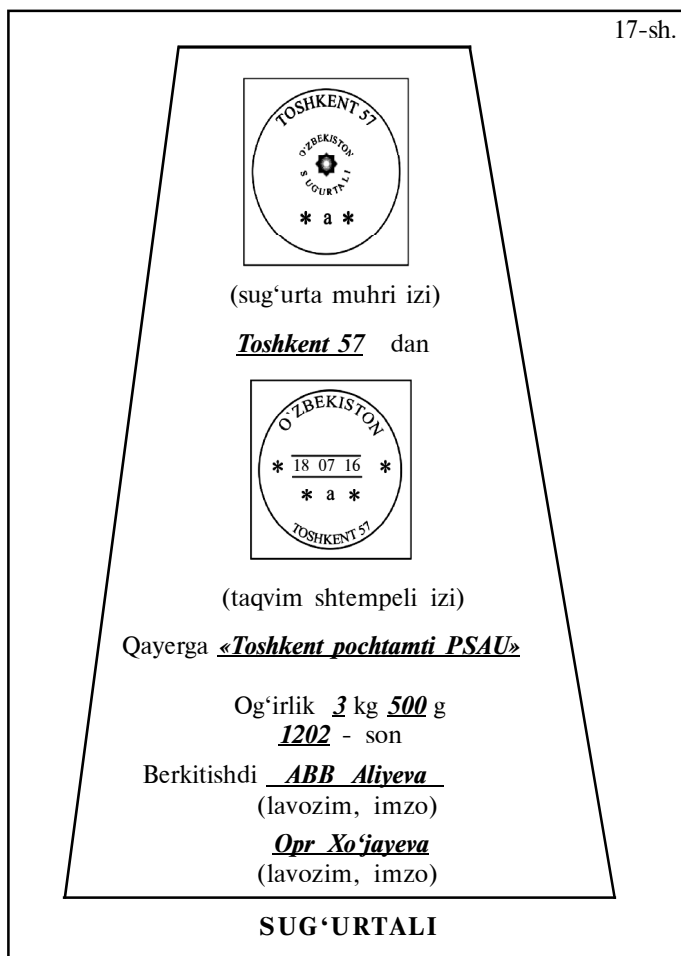 17-sh.
TOSHKENT 57
O`ZBEKISTON
SUGURTALI
* a *
(sug‘urta muhri izi)
Toshkent 57 dan
O`ZBEKISTON
* 18 07 16 *
* a *
TOSHKENT 57
(taqvim shtempeli izi)
Qayerga «Toshkent pochtamti PSAU»
Og‘irlik 3 kg 500 g
1202 - son
Berkitishdi ABB Aliyeva
(lavozim, imzo)
Opr Xo‘jayeva
(lavozim, imzo)
SUG‘URTALI